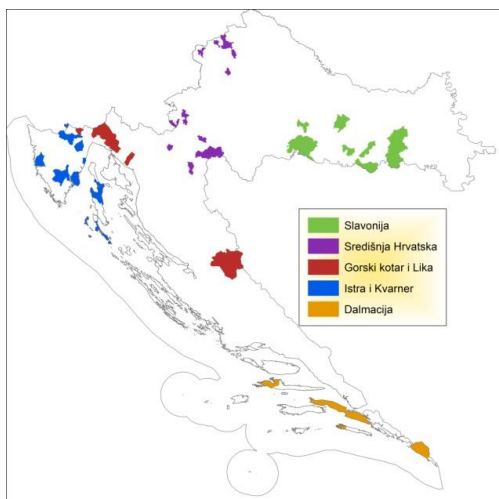 Slavonija
Središnja Hrvatska
Gorski kotar i Lika
Istra i Kvarner
Dalmacija